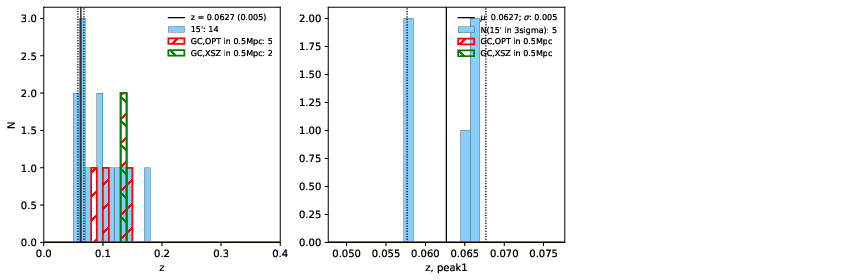 z = 0.0627 (0.005)
15': 14
GC,OPT in 0.5Mpc: 5
GC,XSZ in 0.5Mpc: 2
N
3.0
2.5
2.0
1.5
1.0
0.5
0.0
0.0 0.1 0.2 0.3 0.4
z
μ: 0.0627; σ: 0.005
N(15' in 3sigma): 5
GC,OPT in 0.5Mpc
GC,XSZ in 0.5Mpc
2.00
1.75
1.50
1.25
1.00
0.75
0.50
0.25
0.00
0.050 0.055 0.060 0.065 0.070 0.075
z, peak1